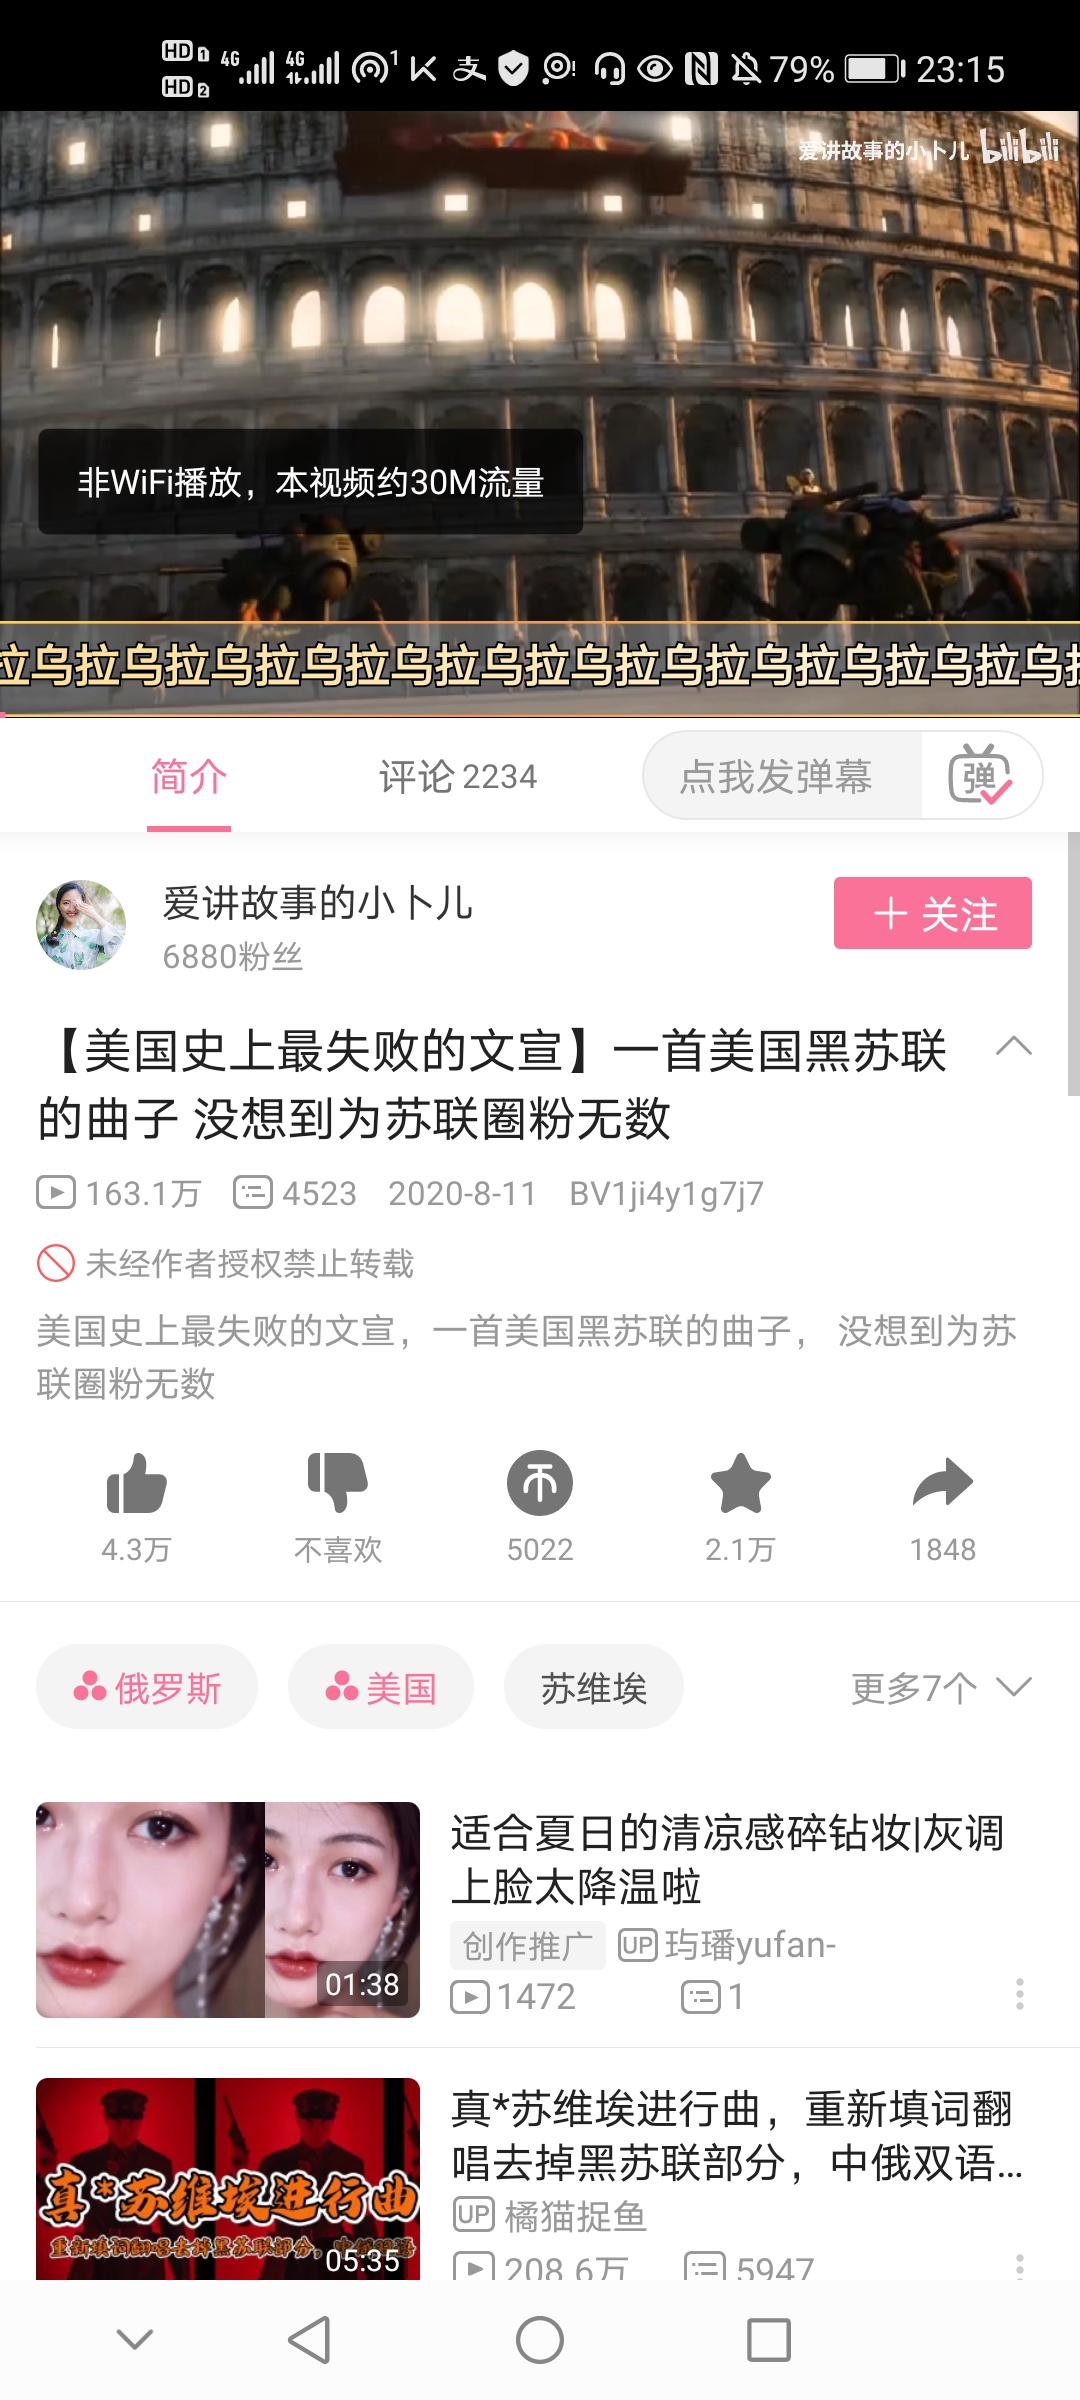 HD 1 4G 4G 1 79% 23:15
HD 2
爱讲故事的小卜儿 bilibili
非WiFi播放，本视频约30M流量
拉乌拉乌拉乌拉乌拉乌拉乌拉乌拉乌拉乌拉乌拉乌拉乌拉
简介 评论 2234 点我发弹幕 弹
爱讲故事的小卜儿
6880粉丝
关注
【美国史上最失败的文宣】一首美国黑苏联
的曲子 没想到为苏联圈粉无数
163.1万 4523 2020-8-11 BV1ji4y1g7j7
未经作者授权禁止转载
美国史上最失败的文宣，一首美国黑苏联的曲子， 没想到为苏
联圈粉无数
4.3万 不喜欢 5022 2.1万 1848
俄罗斯 美国 苏维埃 更多7个
适合夏日的清凉感碎钻妆|灰调
上脸太降温啦
创作推广 UP 玙璠yufan-
01:38
1472 1
真*苏维埃进行曲，重新填词翻
唱去掉黑苏联部分，中俄双语...
真*苏维埃进行曲
重新填词翻唱去掉黑苏联部分，中俄双语
05:35
UP 橘猫捉鱼
208.6万 5947